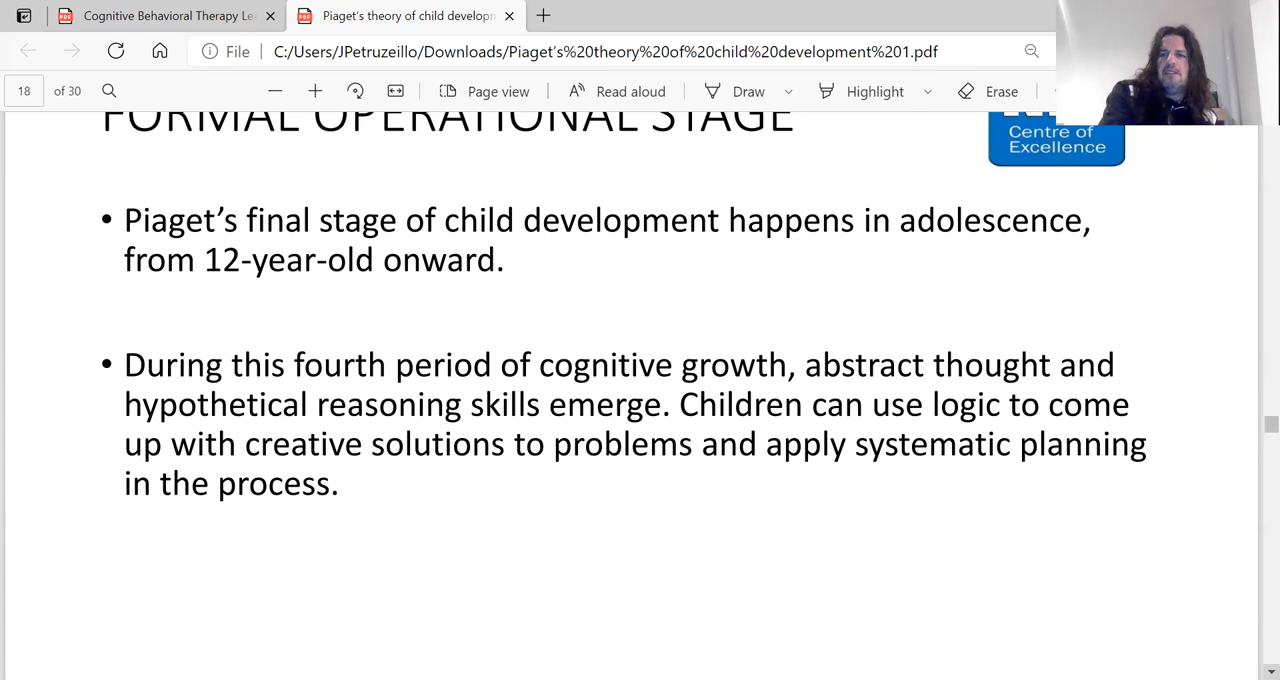 Cognitive Behavioral Therapy Le
Piaget's theory of child developn
File
C:/Users/JPetruzeillo/Downloads/Piaget's%20theory%20of%20child%20development%201.pdf
18 of 30
Page view
Read aloud
Draw
Highlight
Erase
FORMAL OPERATIONAL STAGE
Centre of
Excellence
• Piaget's final stage of child development happens in adolescence,
from 12-year-old onward.
• During this fourth period of cognitive growth, abstract thought and
hypothetical reasoning skills emerge. Children can use logic to come
up with creative solutions to problems and apply systematic planning
in the process.